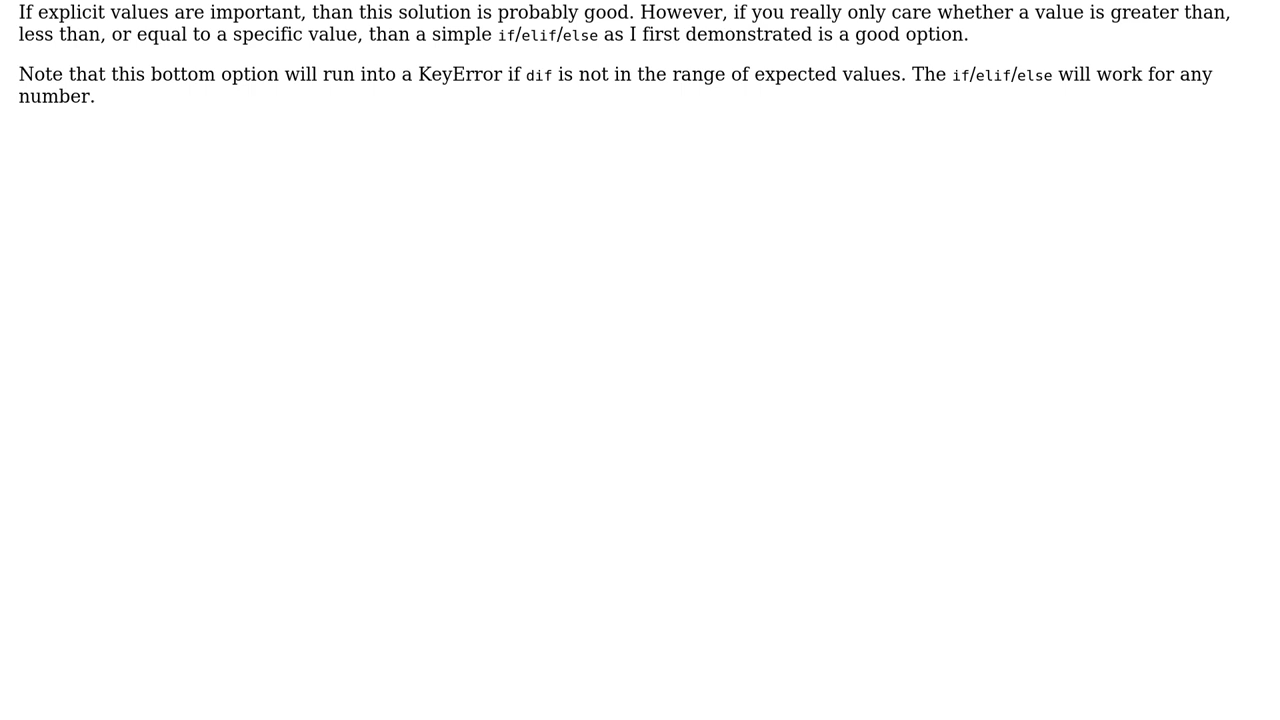 If explicit values are important, than this solution is probably good. However, if you really only care whether a value is greater than,
less than, or equal to a specific value, than a simple if/elif/else as I first demonstrated is a good option.
Note that this bottom option will run into a KeyError if dif is not in the range of expected values. The if/elif/else will work for any
number.